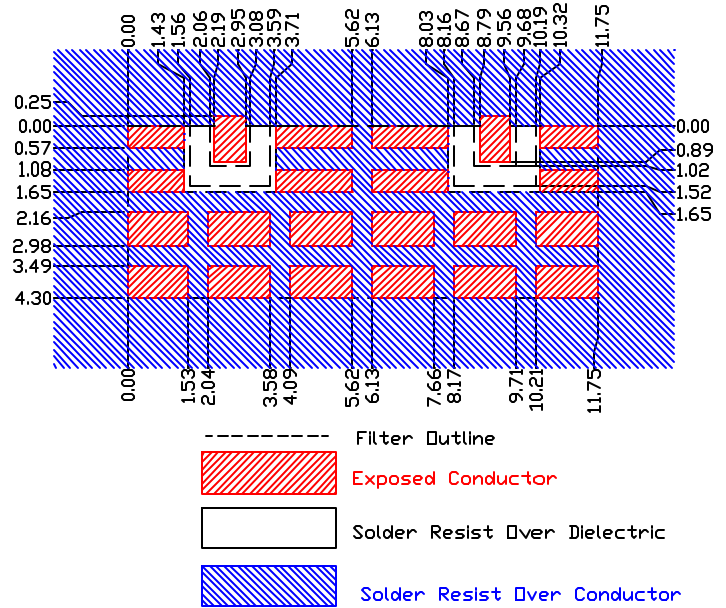 0.00 1.43 1.56 2.06 2.19 2.95 3.08 3.59 3.71 5.62 6.13 8.03 8.16 8.67 8.79 9.56 9.68 10.19 10.32 11.75
0.25
0.00 0.00
0.57 0.89
1.08 1.02
1.65 1.52
2.16 1.65
2.98
3.49
4.30
0.00 1.53 2.04 3.58 4.09 5.62 6.13 7.66 8.17 9.71 10.21 11.75
Filter Outline
Exposed Conductor
Solder Resist Over Dielectric
Solder Resist Over Conductor